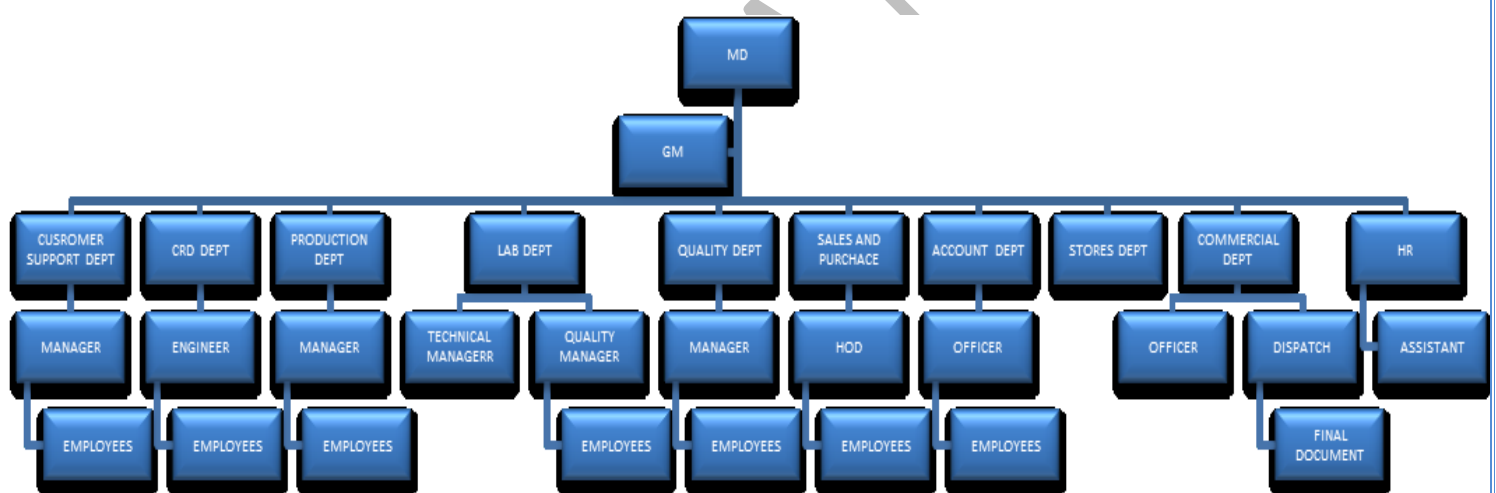 MD
GM
CUSROMER
SUPPORT DEPT
CRD DEPT
PRODUCTION
DEPT
LAB DEPT
QUALITY DEPT
SALES AND
PURCHACE
ACCOUNT DEPT
STORES DEPT
COMMERCIAL
DEPT
HR
MANAGER
ENGINEER
MANAGER
TECHNICAL
MANAGERR
QUALITY
MANAGER
MANAGER
HOD
OFFICER
OFFICER
DISPATCH
ASSISTANT
EMPLOYEES
EMPLOYEES
EMPLOYEES
EMPLOYEES
EMPLOYEES
EMPLOYEES
EMPLOYEES
FINAL
DOCUMENT